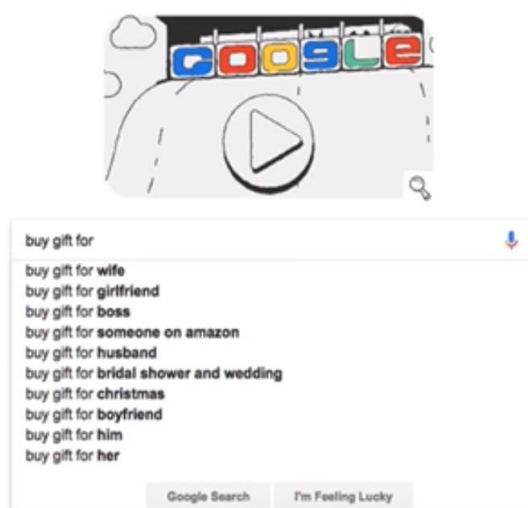 GOOGLE
buy gift for
buy gift for wife
buy gift for girlfriend
buy gift for boss
buy gift for someone on amazon
buy gift for husband
buy gift for bridal shower and wedding
buy gift for christmas
buy gift for boyfriend
buy gift for him
buy gift for her
Google Search I'm Feeling Lucky